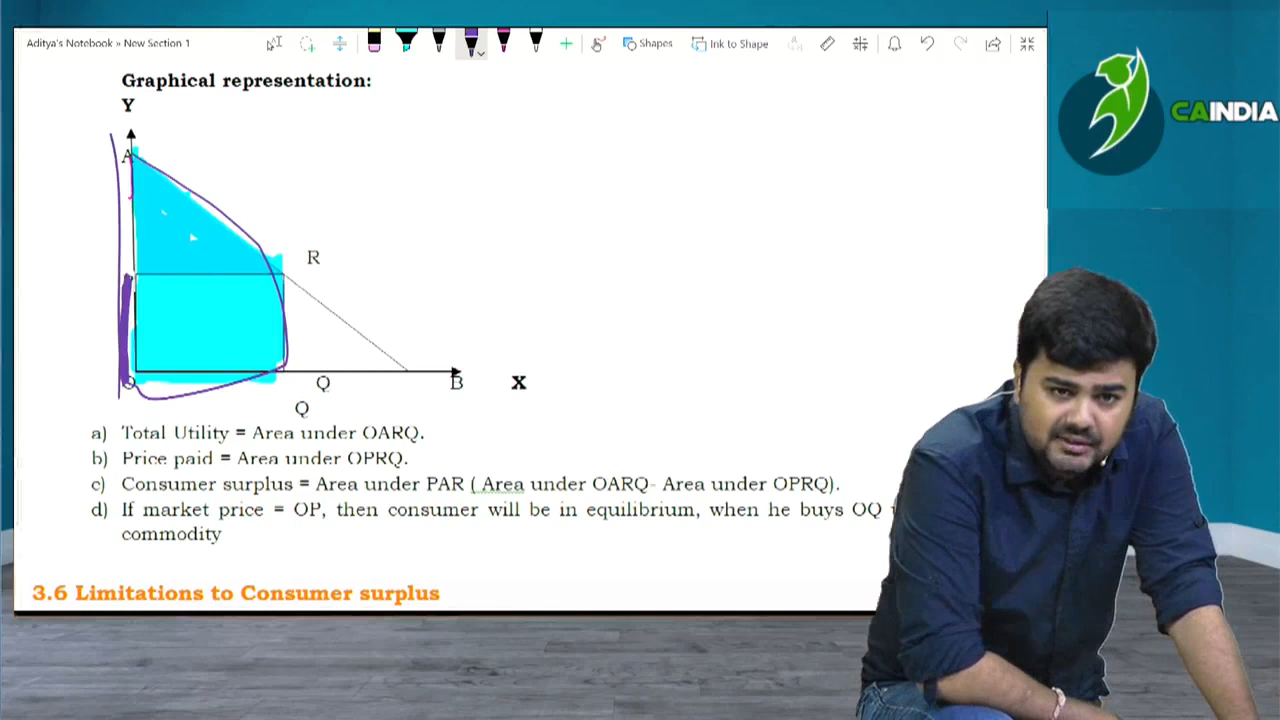 Aditya's Notebook » New Section 1
Shapes
Ink to Shape
CAINDIA
Graphical representation:
Y
A
R
O
Q
B
X
Q
a) Total Utility = Area under OARQ.
b) Price paid = Area under OPRQ.
c) Consumer surplus = Area under PAR ( Area under OARQ- Area under OPRQ).
d) If market price = OP, then consumer will be in equilibrium, when he buys OQ
commodity
3.6 Limitations to Consumer surplus